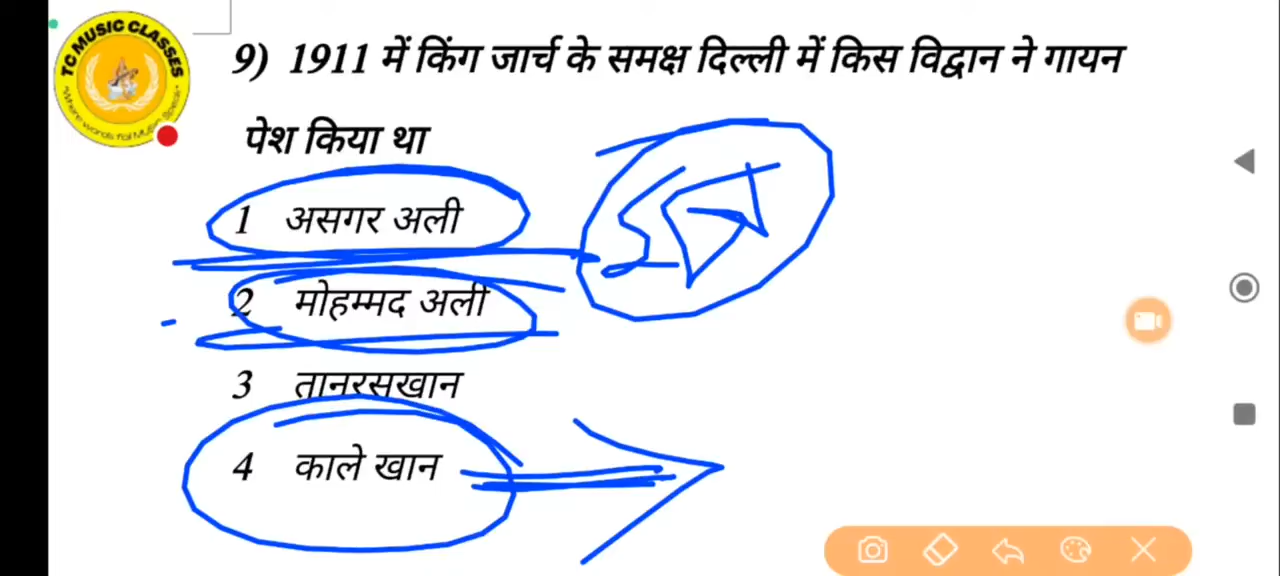 TC MUSIC CLASSES
9) 1911 में किंग जार्च के समक्ष दिल्ली में किस विद्वान ने गायन
पेश किया था
1 असगर अली
2 मोहम्मद अली
3 तानरसखान
4 काले खान